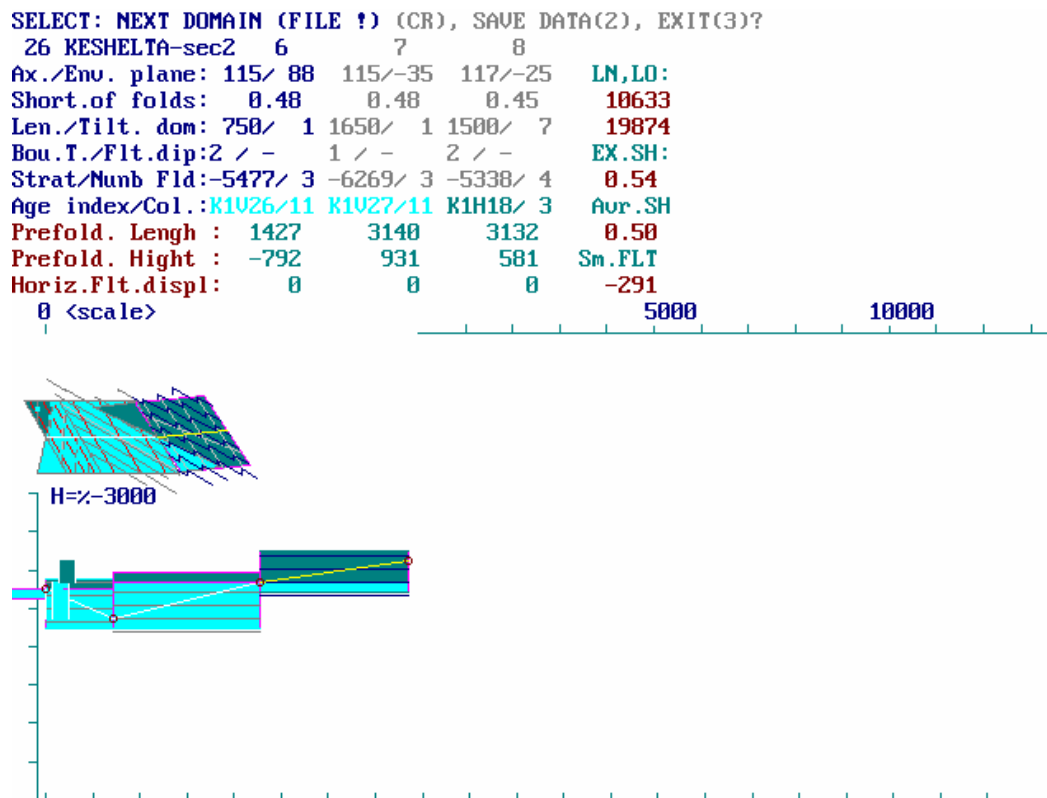 SELECT: NEXT DOMAIN (FILE !) (CR), SAVE DATA(2), EXIT(3)?
26 KESHELTA-sec2 6 7 8
Ax./Env. plane: 115/ 88 115/-35 117/-25 LN,LO:
Short.of folds: 0.48 0.48 0.45 10633
Len./Tilt. dom: 750/ 1 1650/ 1 1500/ 7 19874
Bou.T./Flt.dip:2 / - 1 / - 2 / - EX.SH:
Strat/Nunb Fld:-5477/ 3 -6269/ 3 -5338/ 4 0.54
Age index/Col.:K1V26/11 K1V27/11 K1H18/ 3 Avr.SH
Prefold. Lengh : 1427 3140 3132 0.50
Prefold. Hight : -792 931 581 Sm.FLT
Horiz.Flt.displ: 0 0 0 -291
0 <scale> 5000 10000
H=%-3000